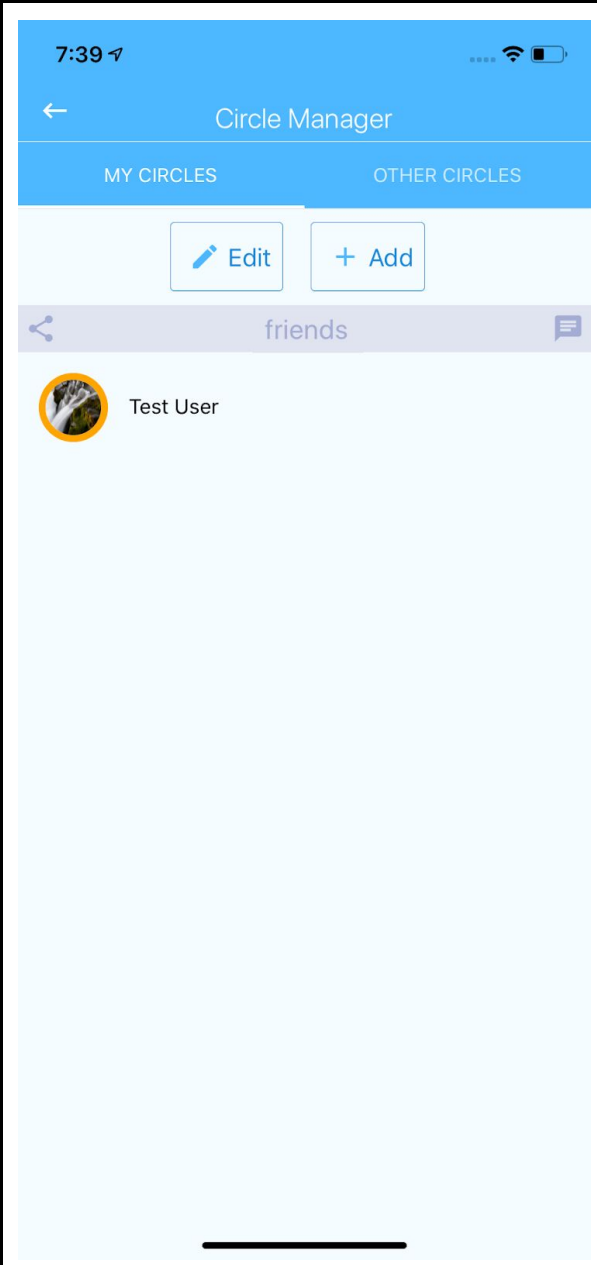 7:39
Circle Manager
MY CIRCLES OTHER CIRCLES
Edit + Add
friends
Test User